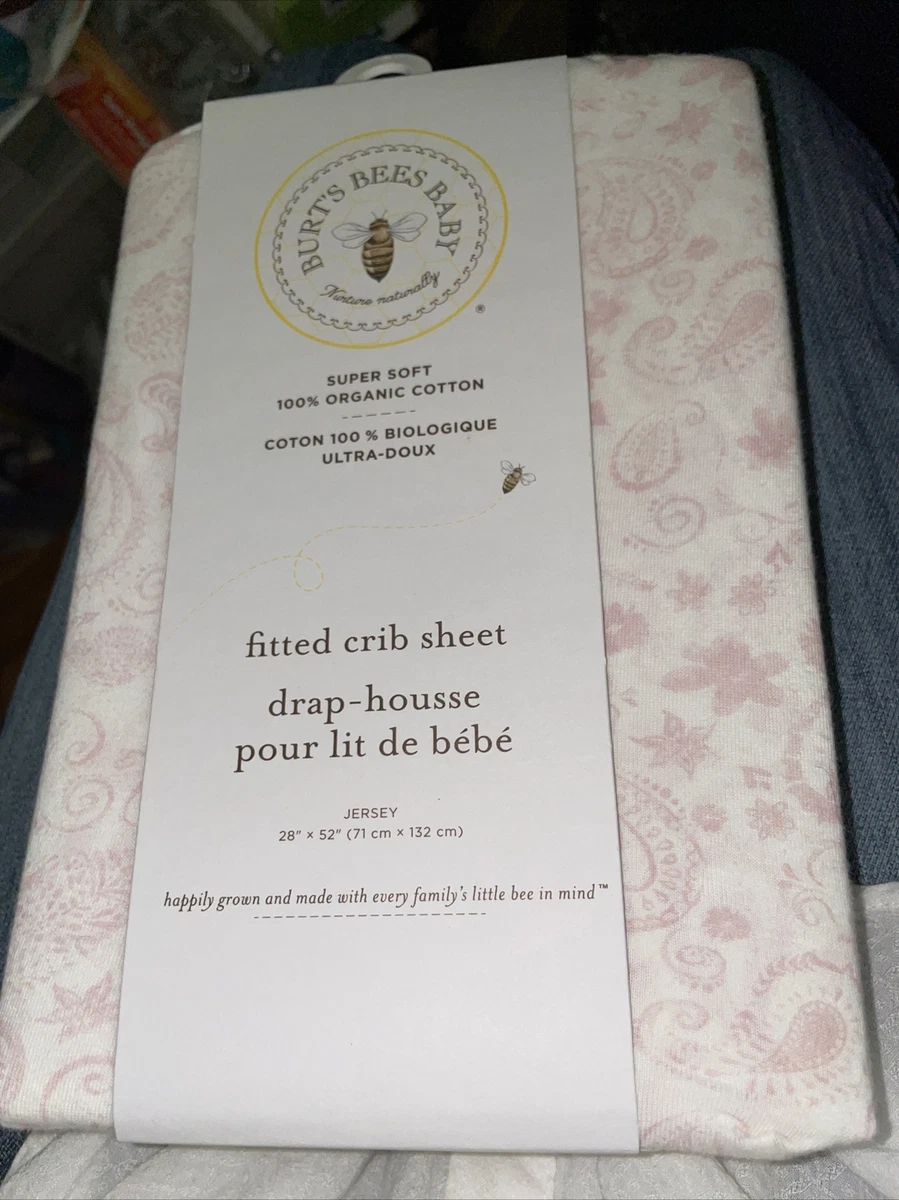 BURT'S BEES BABY
Nurture naturally
®
SUPER SOFT
100% ORGANIC COTTON
COTON 100 % BIOLOGIQUE
ULTRA-DOUX
fitted crib sheet
drap-housse
pour lit de bébé
JERSEY
28" × 52" (71 cm × 132 cm)
happily grown and made with every family's little bee in mind™